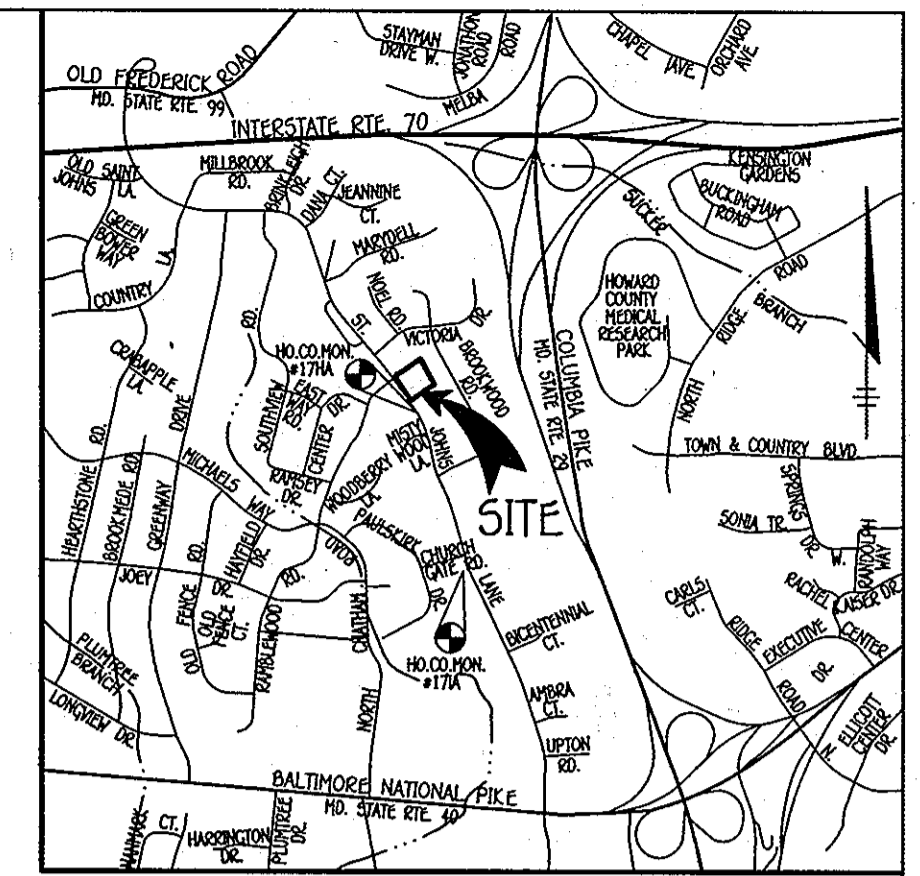 STAYMAN
DRIVE W.
JONATHON
ROAD
ROAD
MELBA
CHAPEL AVE.
ORCHARD
AVE.
OLD FREDERICK ROAD
MD. STATE RTE. 99
INTERSTATE RTE. 70
OLD SAINT
JOHNS LA.
MILLBROOK
RD.
BRINKLEIGH
DR.
DANA CT.
JEANNINE
CT.
KENSINGTON
GARDENS
BUCKINGHAM
ROAD
SUCKER
BRANCH
GREEN
BOWER
WAY
COUNTRY LA.
MARYDELL
RD.
NOEL RD.
ST.
VICTORIA DR.
BROOKWOOD
RD.
HOWARD
COUNTY
MEDICAL
RESEARCH
PARK
NORTH RIDGE ROAD
COLUMBIA PIKE
MD. STATE RTE. 29
HO.CO.MON.
#17HA
CRABAPPLE
LA.
SOUTHVIEW RD.
EAST
WAY
RD.
CENTER DR.
RAMSEY
DR.
WOODBERRY
LA.
MISTY
WOOD
LA.
JOHNS
LANE
SITE
TOWN & COUNTRY BLVD.
SPRINGS
DR.
W.
SONIA TR.
RANDOLPH
WAY
RACHEL
KAISER DR.
HEARTHSTONE RD.
BROOKMEDE RD.
GREENWAY DRIVE
MICHAELS WAY
JOEY DR.
HAYFIELD
DR.
OLD FENCE RD.
OLD
FENCE
CT.
RAMBLEWOOD RD.
PAULSKIRK
DR.
CHURCH
GATE RD.
NORTH CHATHAM ROAD
HO.CO.MON.
#17IA
BICENTENNIAL
CT.
AMBRA
CT.
UPTON
RD.
CARLS
CT.
RIDGE ROAD
N.
EXECUTIVE
CENTER
DR.
ELLICOTT
CENTER
DR.
PLUMTREE
BRANCH
LONGVIEW DR.
BALTIMORE NATIONAL PIKE
MD. STATE RTE. 40
CT.
HARRINGTON
DR.
PLUMTREE
DR.